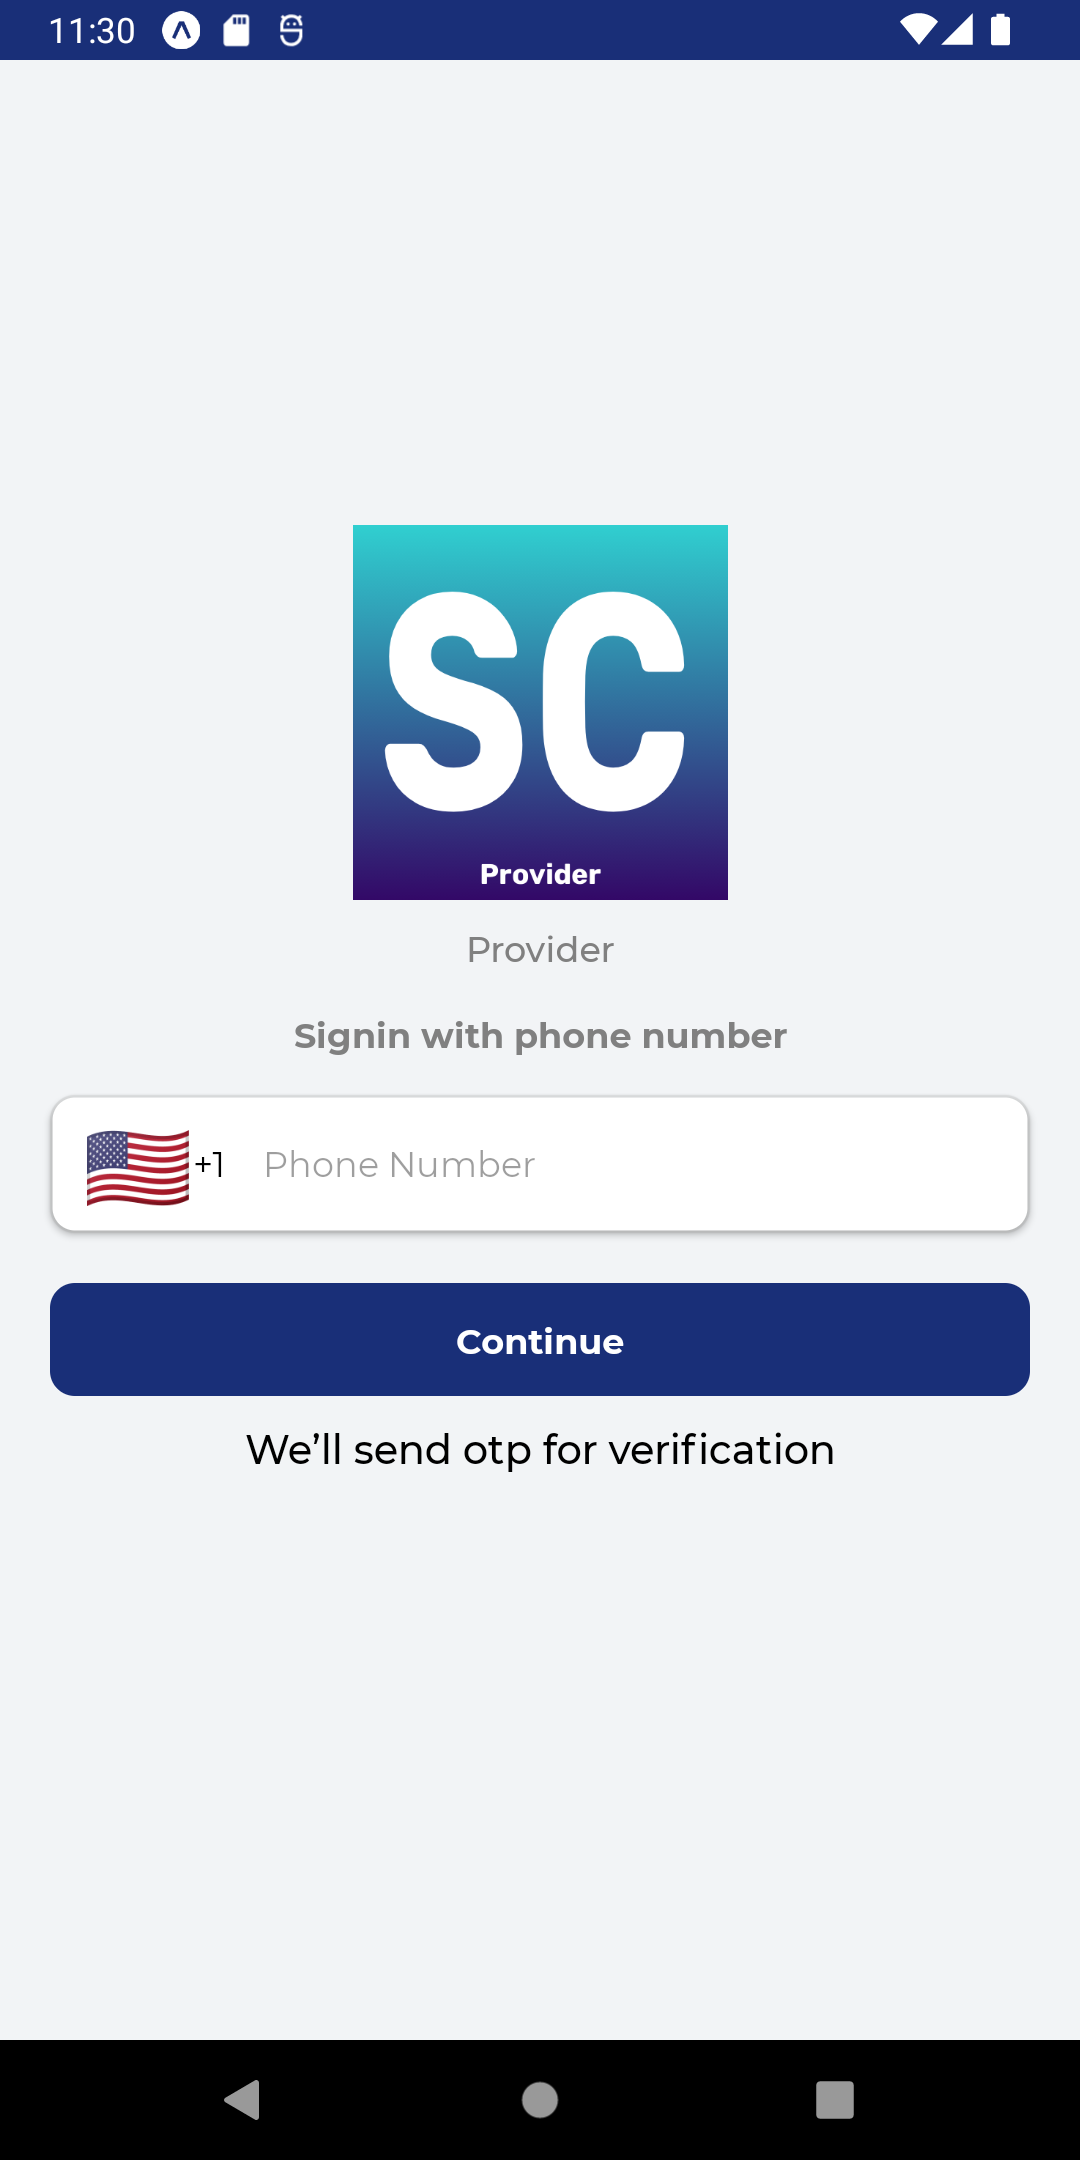 11:30
SC
Provider
Provider
Signin with phone number
+1 Phone Number
Continue
We’ll send otp for verification